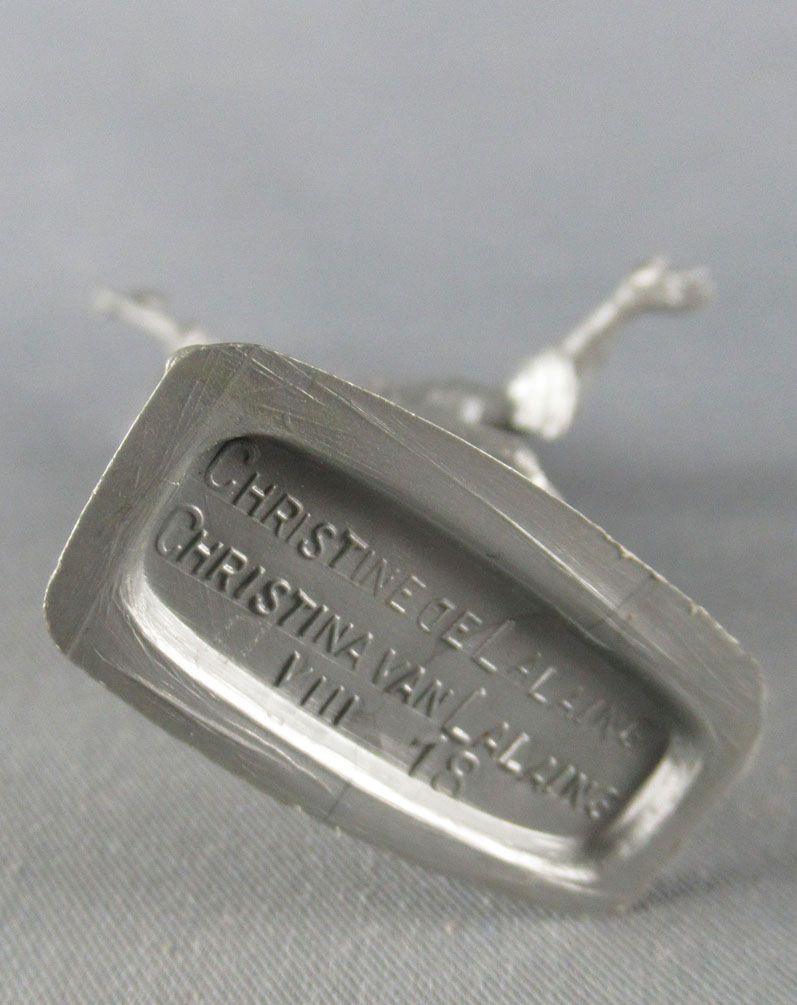 CHRISTINE DE LALAING
CHRISTINA VAN LALAING
VIII 18